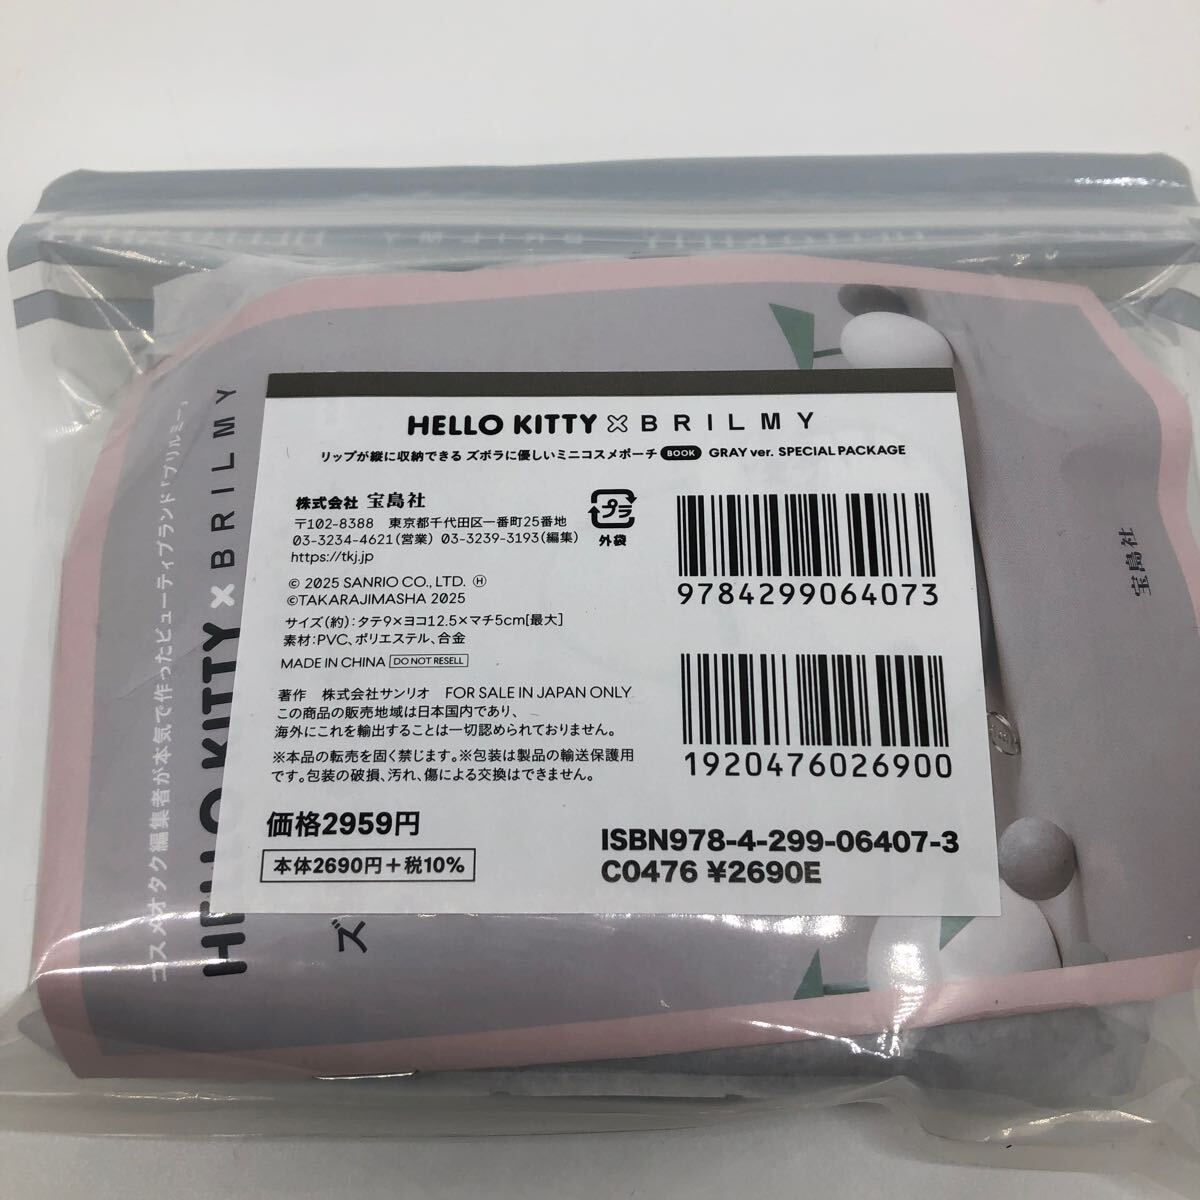 HELLO KITTY × BRILMY
リップが縦に収納できる ズボラに優しいミニコスメポーチ BOOK GRAY ver. SPECIAL PACKAGE
株式会社 宝島社
〒102-8388 東京都千代田区一番町25番地
03-3234-4621(営業) 03-3239-3193(編集)
https://tkj.jp
プラ
外袋
© 2025 SANRIO CO., LTD. Ⓗ
©TAKARAJIMASHA 2025
サイズ(約):タテ9×ヨコ12.5×マチ5cm[最大]
素材:PVC、ポリエステル、合金
MADE IN CHINA DO NOT RESELL
著作 株式会社サンリオ FOR SALE IN JAPAN ONLY
この商品の販売地域は日本国内であり、
海外にこれを輸出することは一切認められておりません。
※本品の転売を固く禁じます。※包装は製品の輸送保護用
です。包装の破損、汚れ、傷による交換はできません。
価格2959円
本体2690円+税10%
9784299064073
1920476026900
ISBN978-4-299-06407-3
C0476 ¥2690E
コスメオタク編集者が本気で作ったビューティブランド「ブリルミー」
HELLO KITTY × BRILMY
ズ
宝島社